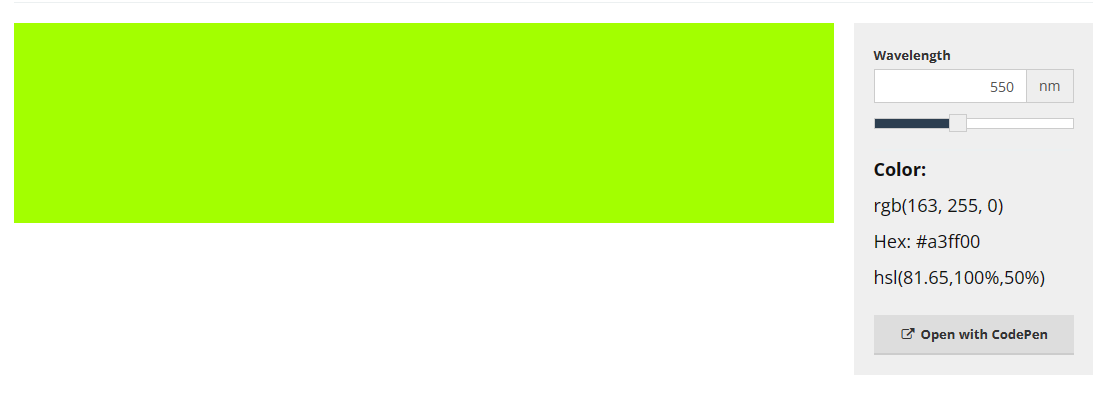 Wavelength
550 nm
Color:
rgb(163, 255, 0)
Hex: #a3ff00
hsl(81.65,100%,50%)
Open with CodePen